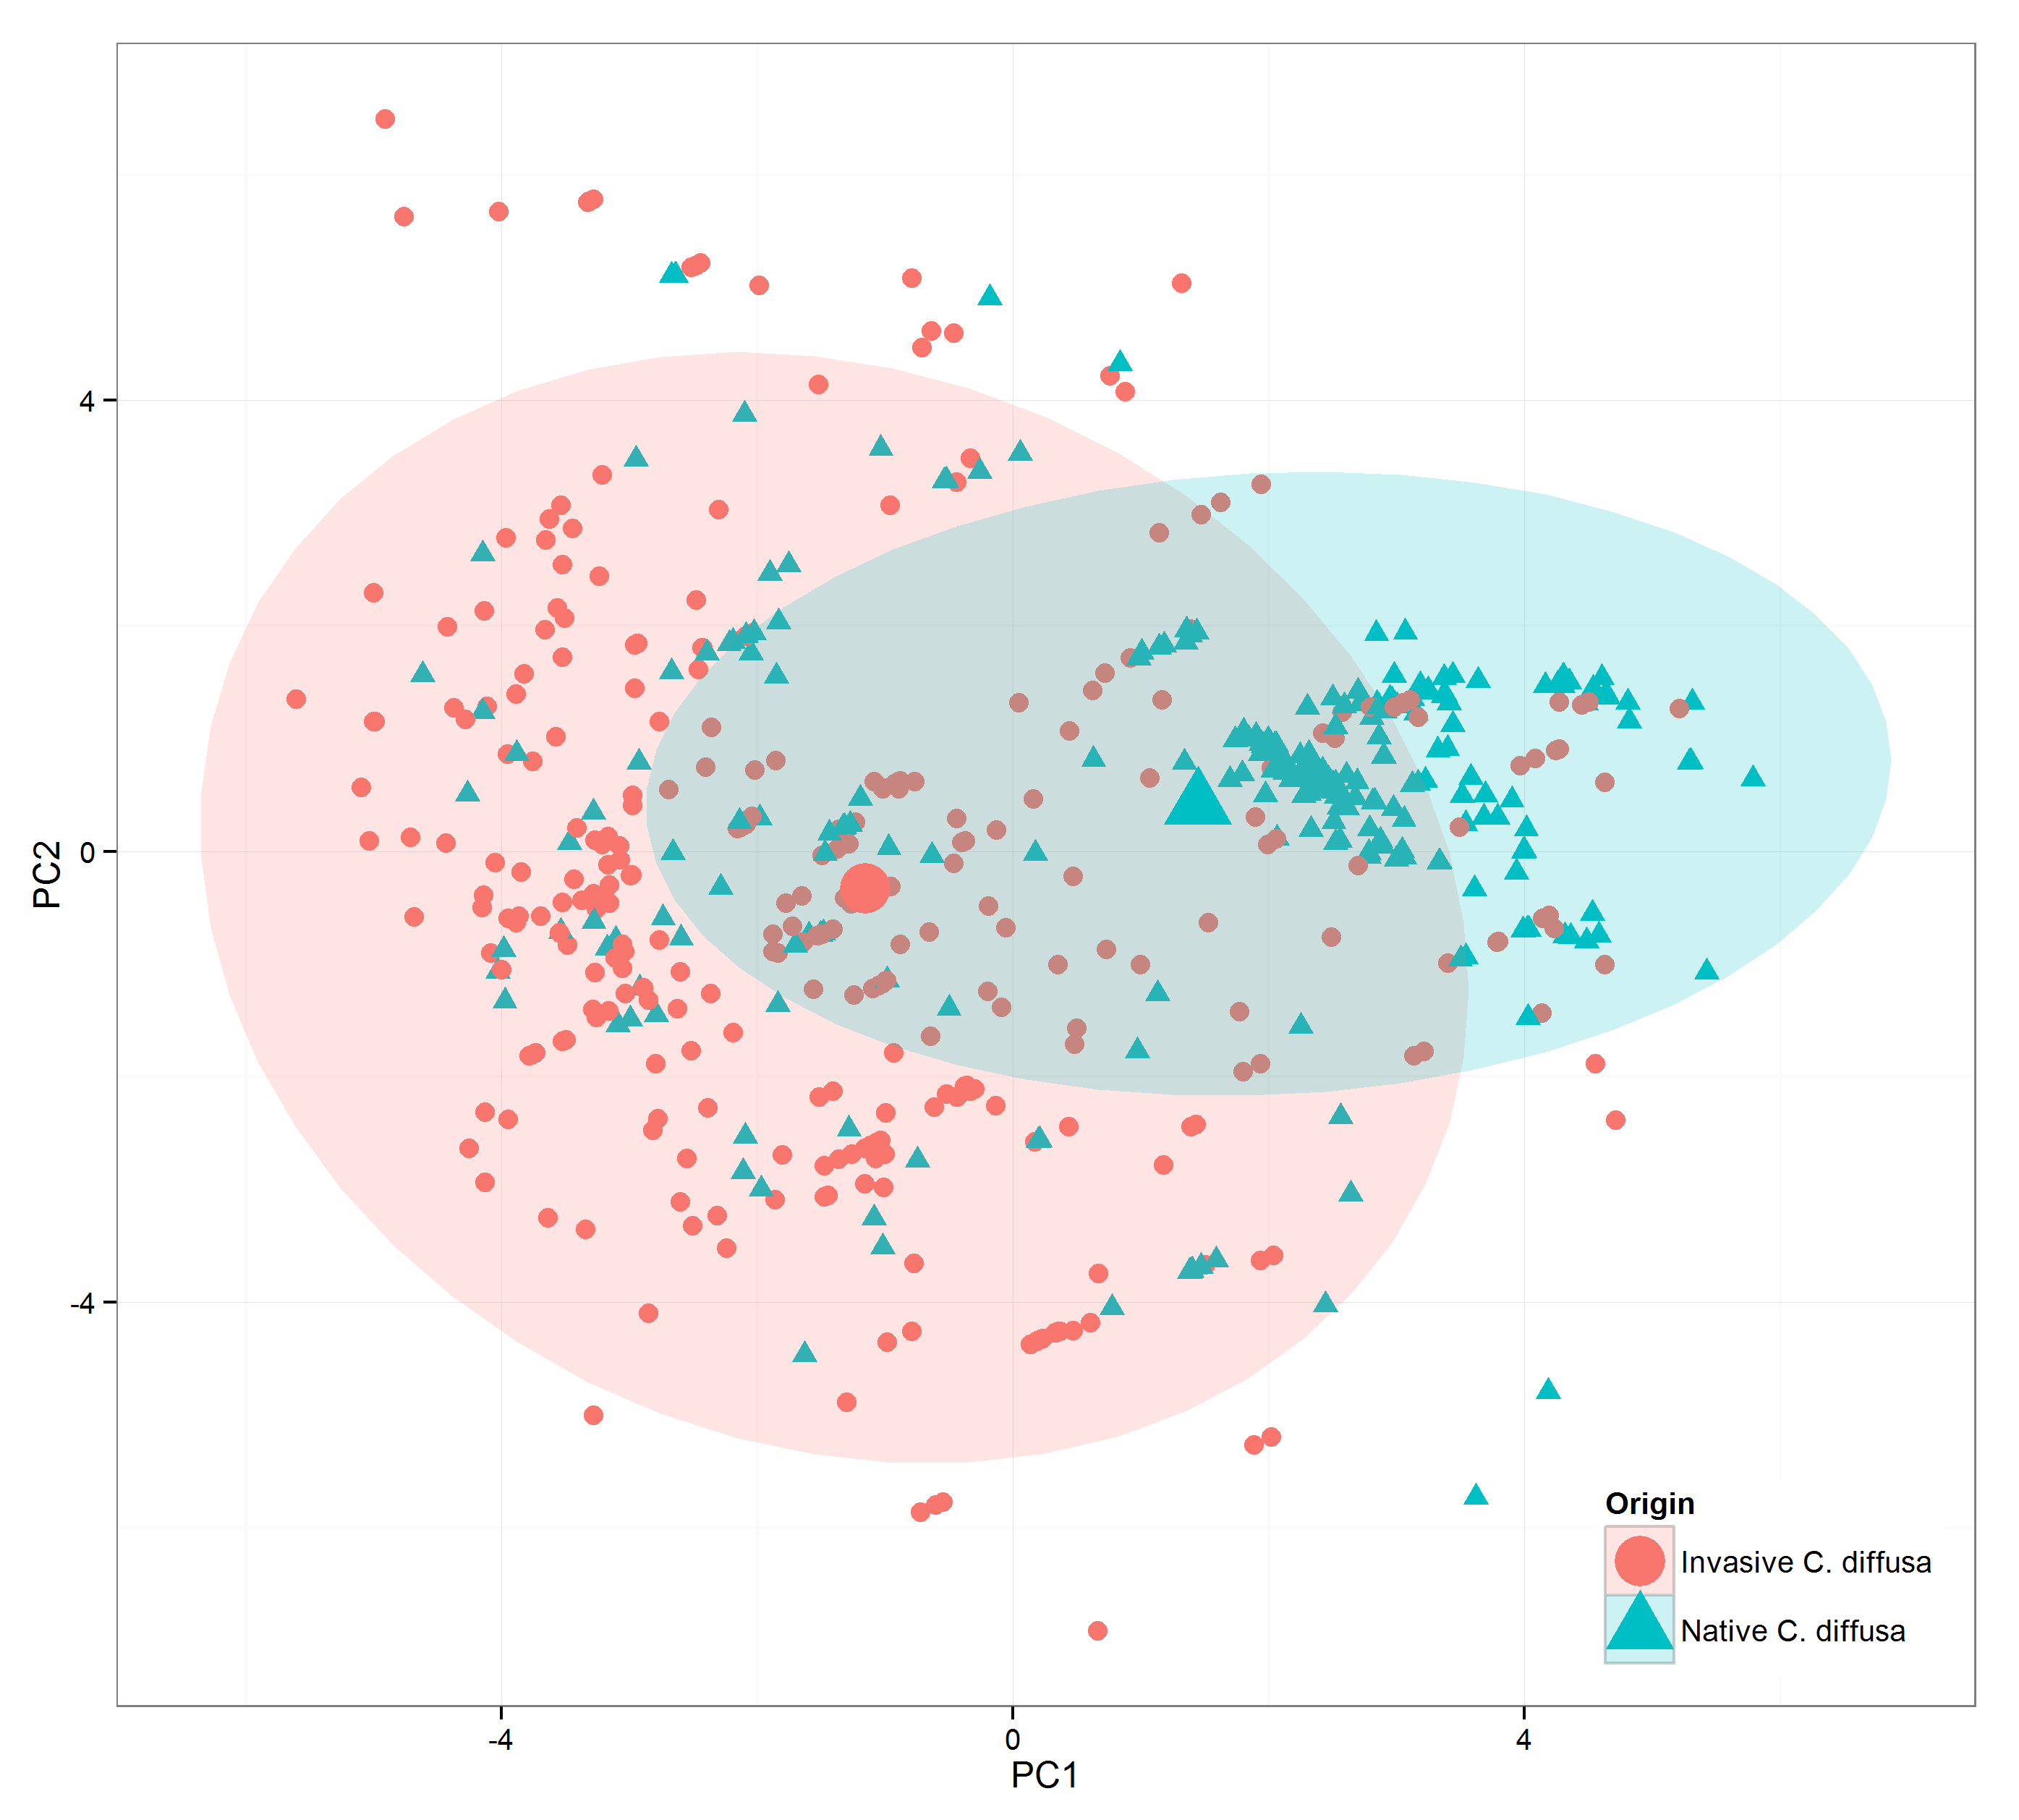 4
0
-4
PC2
-4
0
4
PC1
Origin
Invasive C. diffusa
Native C. diffusa